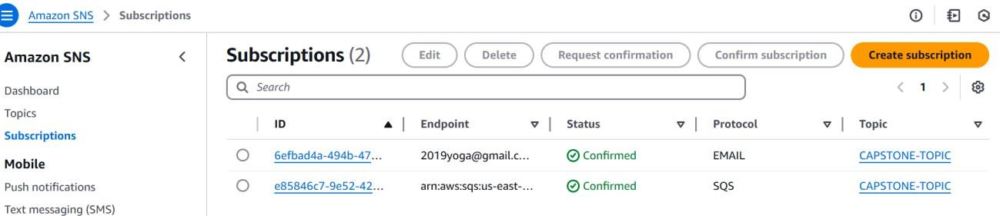 Amazon SNS > Subscriptions
Amazon SNS
Dashboard
Topics
Subscriptions
Mobile
Push notifications
Text messaging (SMS)
Subscriptions (2) Edit Delete Request confirmation Confirm subscription Create subscription
Search 1
ID Endpoint Status Protocol Topic
6efbad4a-494b-47... 2019yoga@gmail.c... Confirmed EMAIL CAPSTONE-TOPIC
e85846c7-9e52-42... arn:aws:sqs:us-east-... Confirmed SQS CAPSTONE-TOPIC